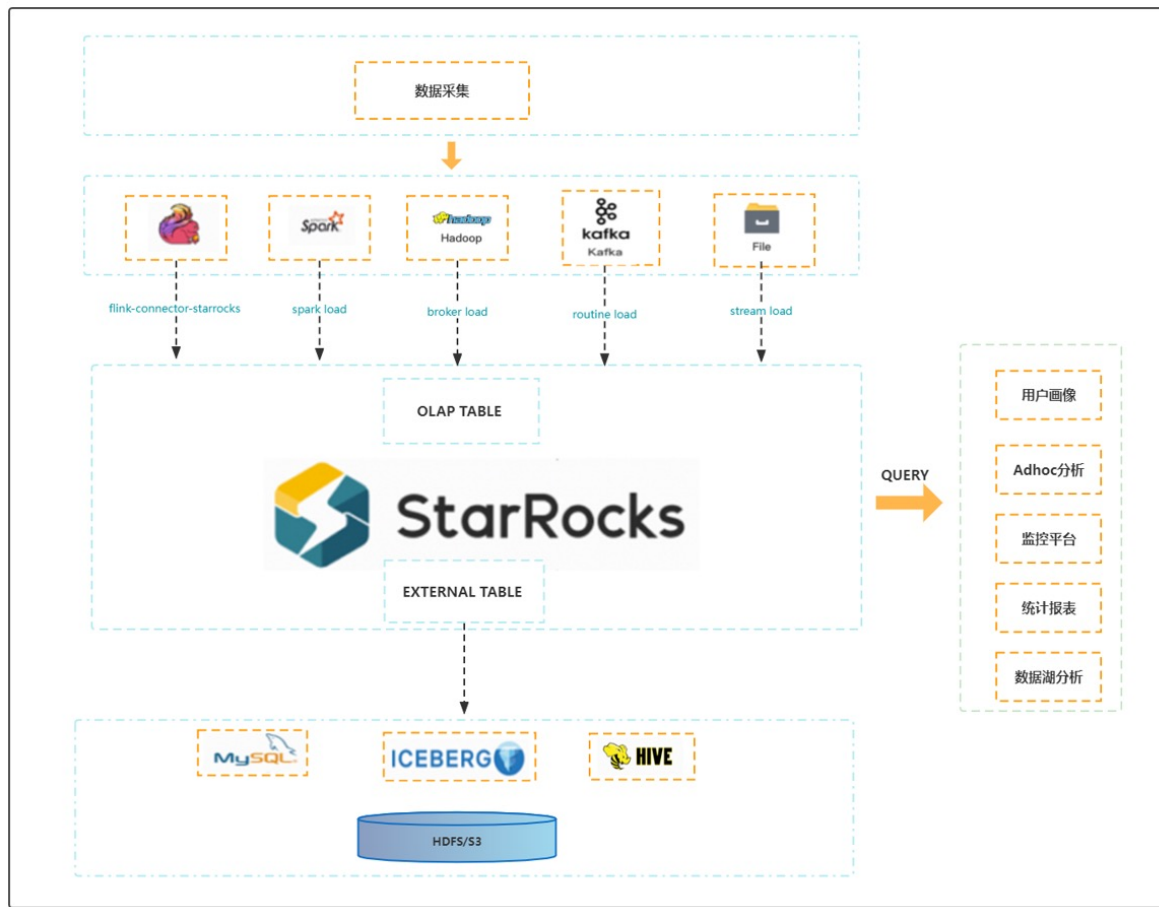 数据采集
Spark
hadoop
Hadoop
kafka
Kafka
File
flink-connector-starrocks
spark load
broker load
routine load
stream load
OLAP TABLE
StarRocks
EXTERNAL TABLE
QUERY
用户画像
Adhoc分析
监控平台
统计报表
数据湖分析
MySQL
ICEBERG
HIVE
HDFS/S3